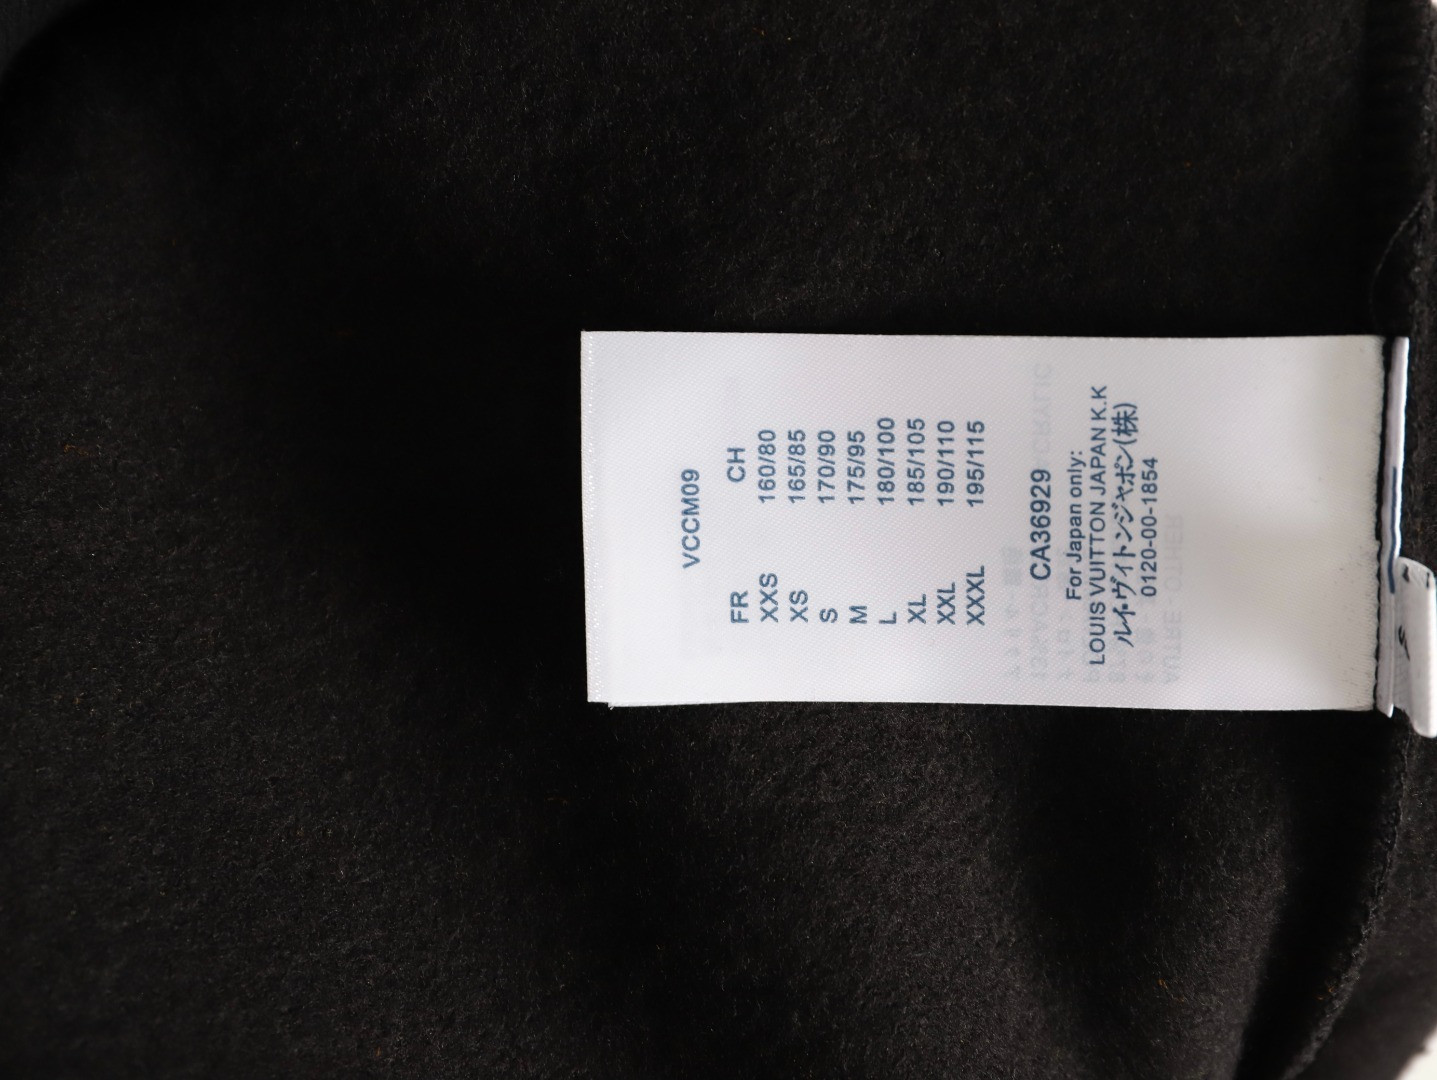 VCCM09
FR CH
XXS 160/80
XS 165/85
S 170/90
M 175/95
L 180/100
XL 185/105
XXL 190/110
XXXL 195/115
CA36929
For Japan only:
LOUIS VUITTON JAPAN K.K
ルイ・ヴィトンジャポン(株)
0120-00-1854